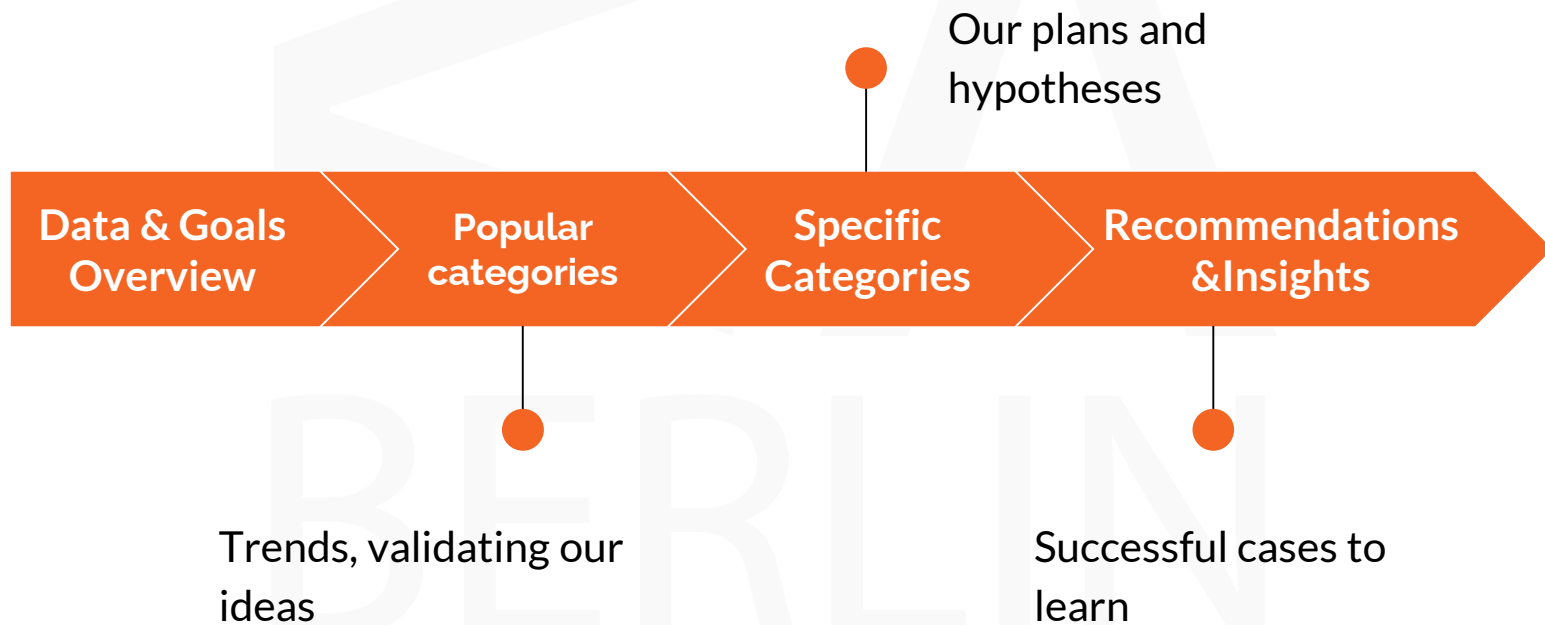 Our plans and
hypotheses
Data & Goals
Overview
Popular
categories
Specific
Categories
Recommendations
&Insights
Trends, validating our
ideas
Successful cases to
learn
BERLIN